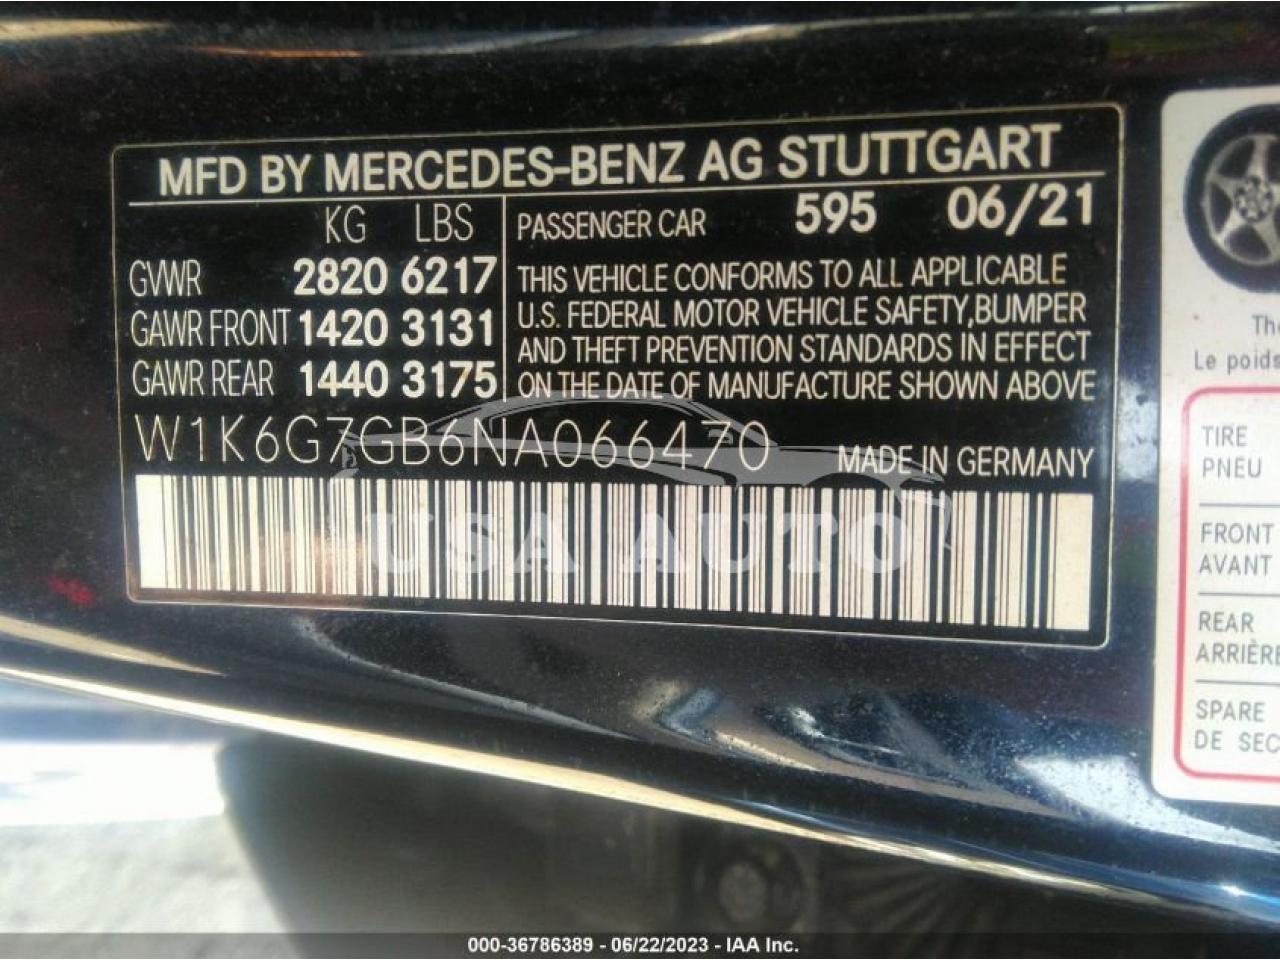 MFD BY MERCEDES-BENZ AG STUTTGART
KG LBS
GVWR 2820 6217
GAWR FRONT 1420 3131
GAWR REAR 1440 3175
PASSENGER CAR 595 06/21
THIS VEHICLE CONFORMS TO ALL APPLICABLE
U.S. FEDERAL MOTOR VEHICLE SAFETY,BUMPER
AND THEFT PREVENTION STANDARDS IN EFFECT
ON THE DATE OF MANUFACTURE SHOWN ABOVE
W1K6G7GB6NA066470
MADE IN GERMANY
USA AUTO
Le poids
TIRE
PNEU
FRONT
AVANT
REAR
ARRIÈRE
SPARE
DE SEC
000-36786389 - 06/22/2023 - IAA Inc.